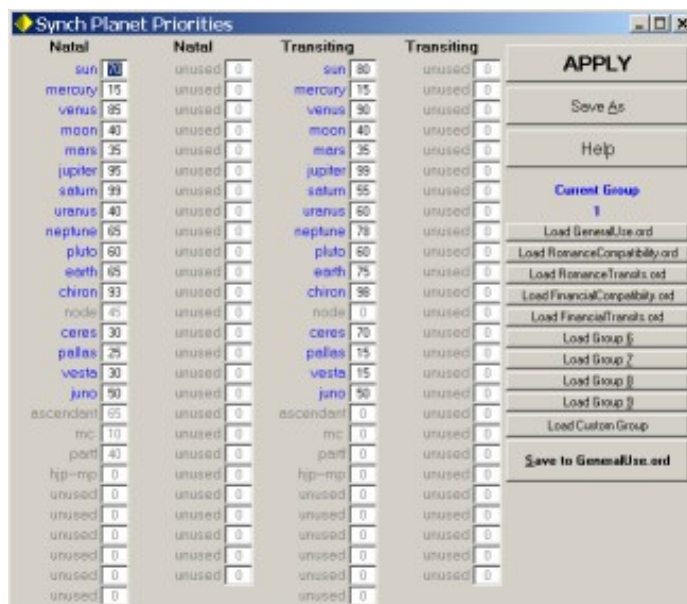 Synch Planet Priorities
Natal Natal Transiting Transiting
sun 70 unused 0 sun 80 unused 0 APPLY
mercury 15 unused 0 mercury 15 unused 0
venus 85 unused 0 venus 90 unused 0 Save As
moon 40 unused 0 moon 40 unused 0
mars 35 unused 0 mars 35 unused 0 Help
jupiter 95 unused 0 jupiter 99 unused 0
saturn 99 unused 0 saturn 55 unused 0 Current Group
uranus 40 unused 0 uranus 60 unused 0 1
neptune 65 unused 0 neptune 78 unused 0 Load GeneralUse.ord
pluto 60 unused 0 pluto 60 unused 0 Load RomanceCompatibility.ord
earth 65 unused 0 earth 75 unused 0 Load RomanceTransits.ord
chiron 93 unused 0 chiron 98 unused 0 Load FinancialCompatibility.ord
node 45 unused 0 node 0 unused 0 Load FinancialTransits.ord
ceres 30 unused 0 ceres 70 unused 0 Load Group 6
pallas 25 unused 0 pallas 15 unused 0 Load Group 7
vesta 30 unused 0 vesta 15 unused 0 Load Group 8
juno 50 unused 0 juno 50 unused 0 Load Group 9
ascendant 65 unused 0 ascendant 0 unused 0 Load Custom Group
mc 10 unused 0 mc 0 unused 0
partf 40 unused 0 partf 0 unused 0 Save to GeneralUse.ord
hjp-mp 0 unused 0 hjp-mp 0 unused 0
unused 0 unused 0 unused 0 unused 0
unused 0 unused 0 unused 0 unused 0
unused 0 unused 0 unused 0 unused 0
unused 0 unused 0 unused 0 unused 0
unused 0 unused 0 unused 0 unused 0
unused 0 unused 0